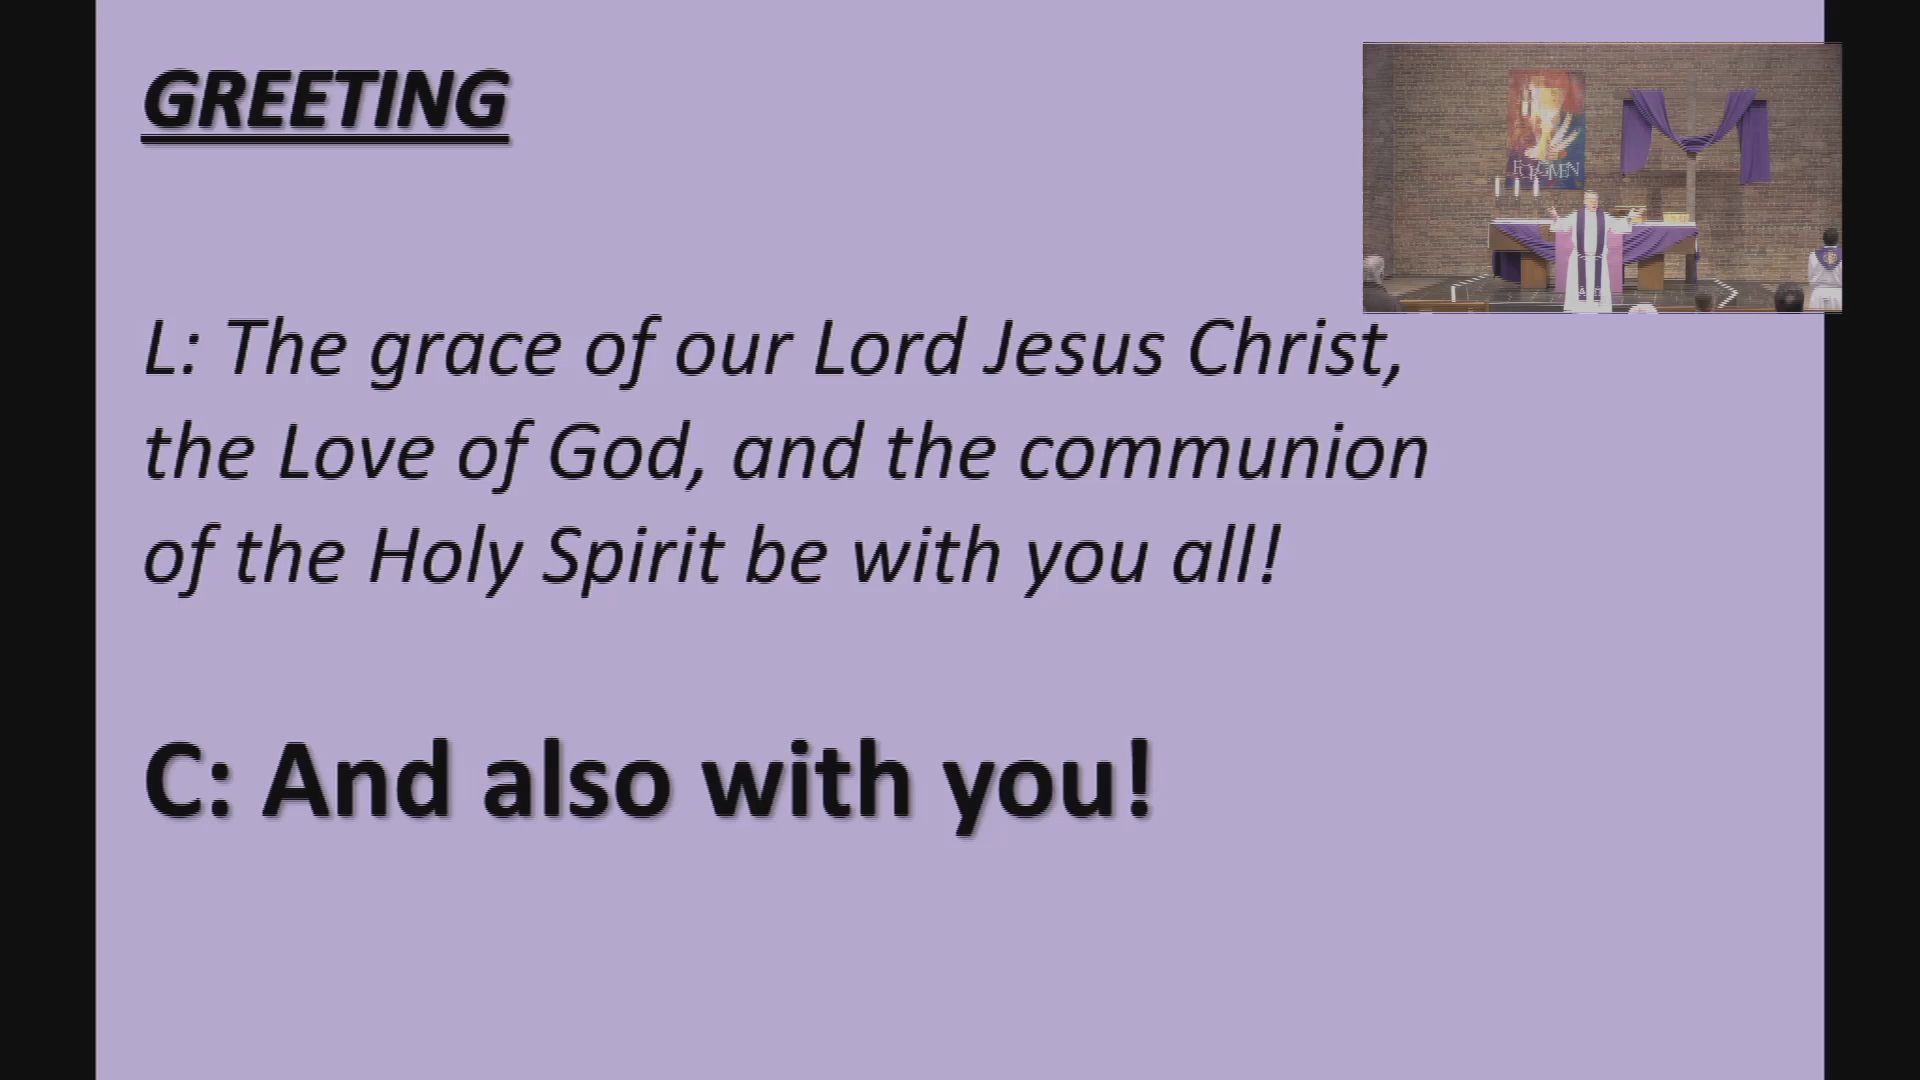 GREETING
FORGIVEN
L: The grace of our Lord Jesus Christ,
the Love of God, and the communion
of the Holy Spirit be with you all!
C: And also with you!